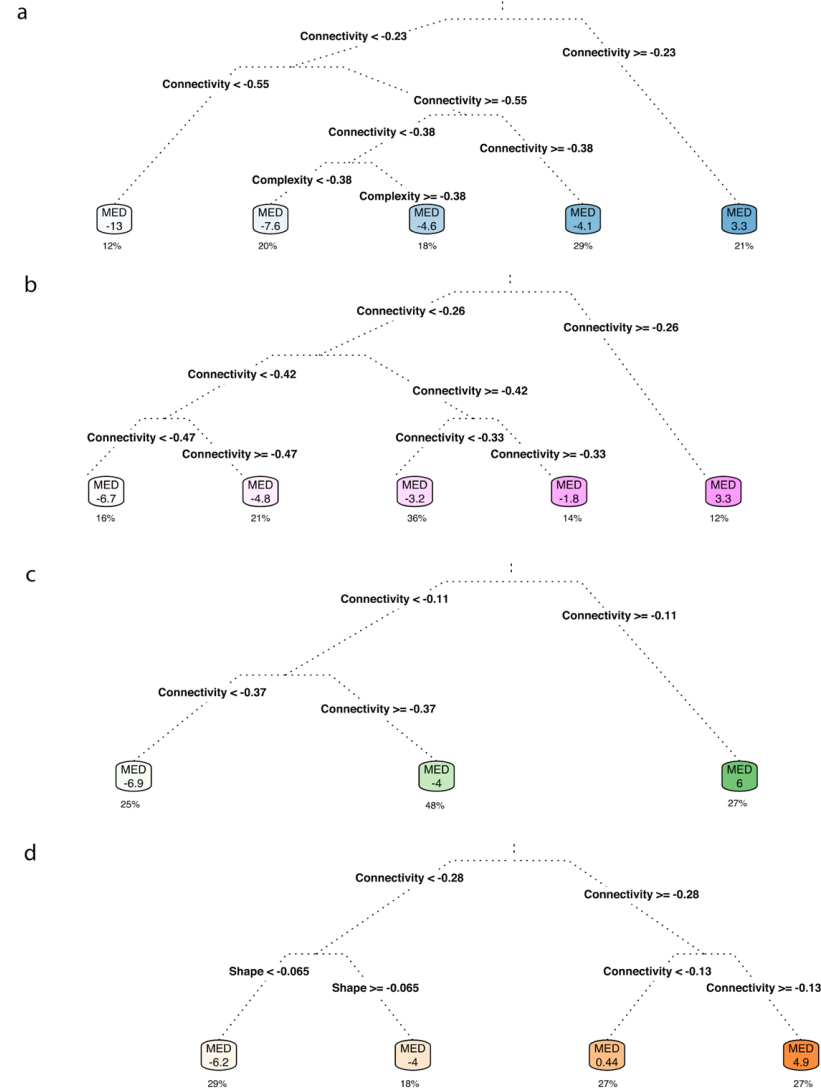 a
Connectivity < -0.23
Connectivity >= -0.23
Connectivity < -0.55
Connectivity >= -0.55
Connectivity < -0.38
Connectivity >= -0.38
Complexity < -0.38
Complexity >= -0.38
MED
-13
12%
MED
-7.6
20%
MED
-4.6
18%
MED
-4.1
29%
MED
3.3
21%
b
Connectivity < -0.26
Connectivity >= -0.26
Connectivity < -0.42
Connectivity >= -0.42
Connectivity < -0.47
Connectivity >= -0.47
Connectivity < -0.33
Connectivity >= -0.33
MED
-6.7
16%
MED
-4.8
21%
MED
-3.2
36%
MED
-1.8
14%
MED
3.3
12%
c
Connectivity < -0.11
Connectivity >= -0.11
Connectivity < -0.37
Connectivity >= -0.37
MED
-6.9
25%
MED
-4
48%
MED
6
27%
d
Connectivity < -0.28
Connectivity >= -0.28
Shape < -0.065
Shape >= -0.065
Connectivity < -0.13
Connectivity >= -0.13
MED
-6.2
29%
MED
-4
18%
MED
0.44
27%
MED
4.9
27%